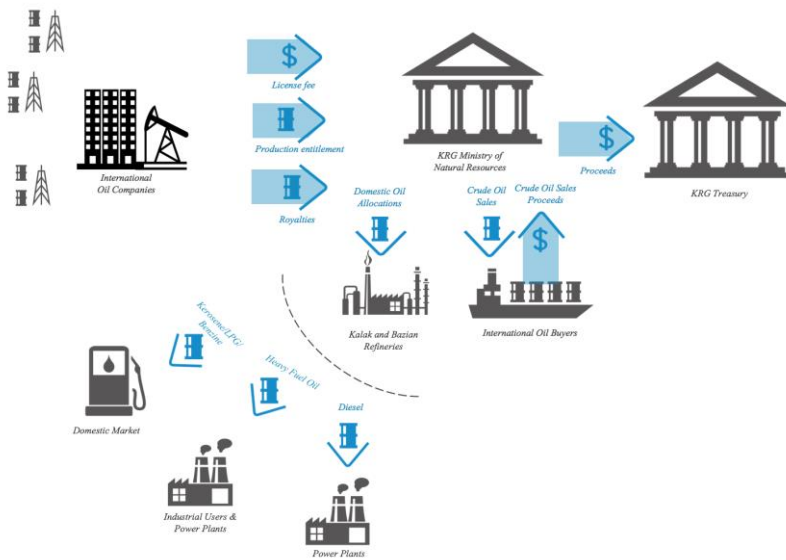 $
License fee
Production entitlement
Royalties
International
Oil Companies
KRG Ministry of
Natural Resources
$
Proceeds
KRG Treasury
Domestic Oil
Allocations
Crude Oil
Sales
Crude Oil Sales
Proceeds
$
Kalak and Bazian
Refineries
International Oil Buyers
Kerosene/LPG/
Benzine
Heavy Fuel Oil
Diesel
Domestic Market
Industrial Users &
Power Plants
Power Plants